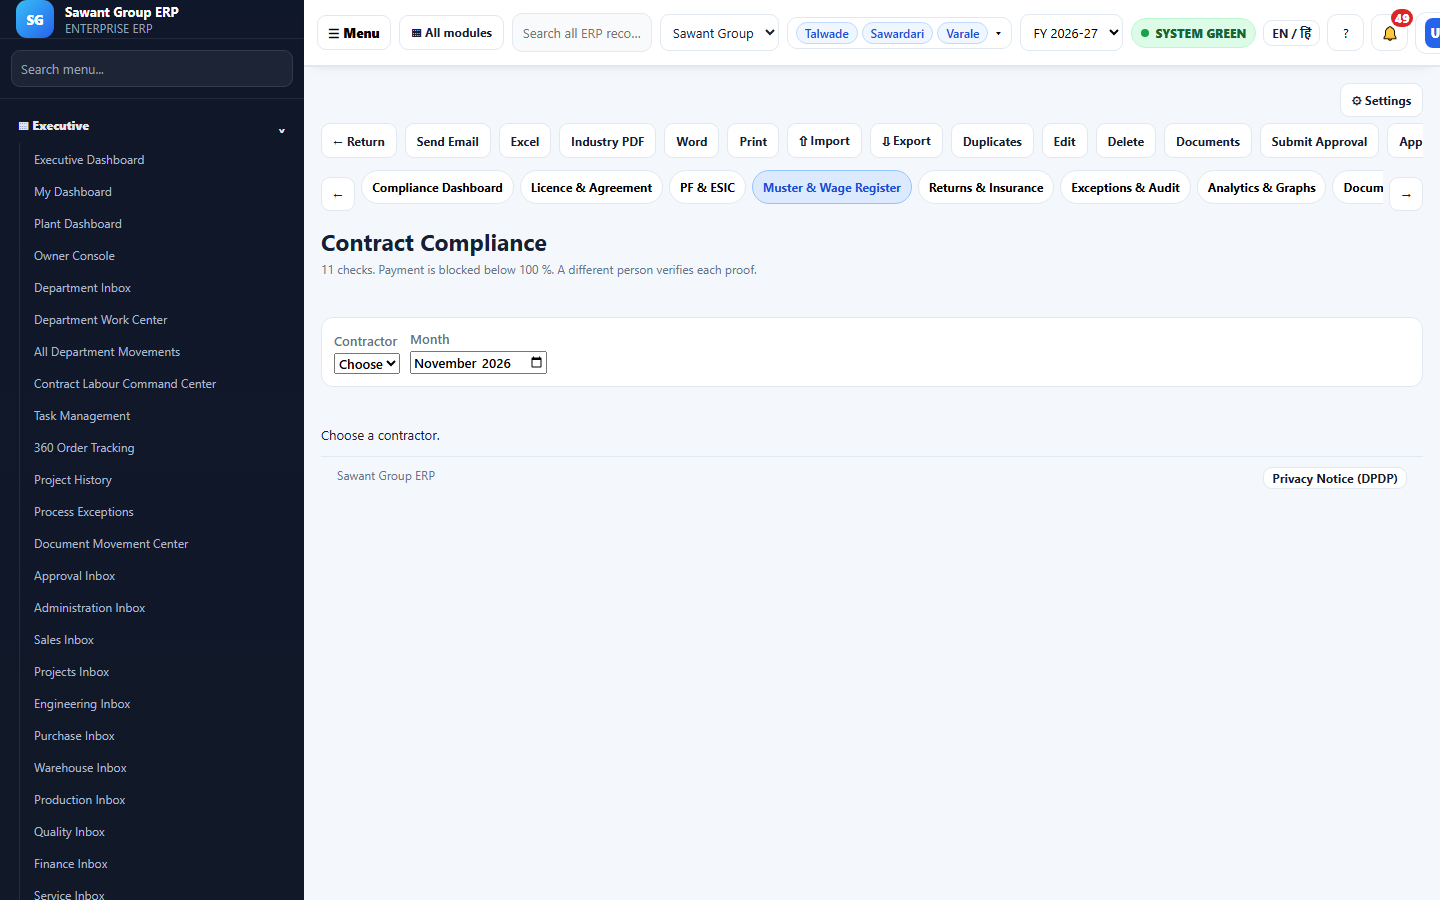 SG
Sawant Group ERP
ENTERPRISE ERP
☰ Menu
▦ All modules
Search all ERP reco...
Sawant Group
Talwade Sawardari Varale
FY 2026-27
SYSTEM GREEN
EN / हिं
?
49
U
Search menu...
⚙ Settings
Executive
← Return Send Email Excel Industry PDF Word Print ⇧ Import ⇩ Export Duplicates Edit Delete Documents Submit Approval App
← Compliance Dashboard Licence & Agreement PF & ESIC Muster & Wage Register Returns & Insurance Exceptions & Audit Analytics & Graphs Docum →
Executive Dashboard
My Dashboard
Plant Dashboard
Owner Console
Department Inbox
Department Work Center
All Department Movements
Contract Labour Command Center
Task Management
360 Order Tracking
Project History
Process Exceptions
Document Movement Center
Approval Inbox
Administration Inbox
Sales Inbox
Projects Inbox
Engineering Inbox
Purchase Inbox
Warehouse Inbox
Production Inbox
Quality Inbox
Finance Inbox
Service Inbox
Contract Compliance
11 checks. Payment is blocked below 100 %. A different person verifies each proof.
Contractor Month
Choose November 2026
Choose a contractor.
Sawant Group ERP
Privacy Notice (DPDP)